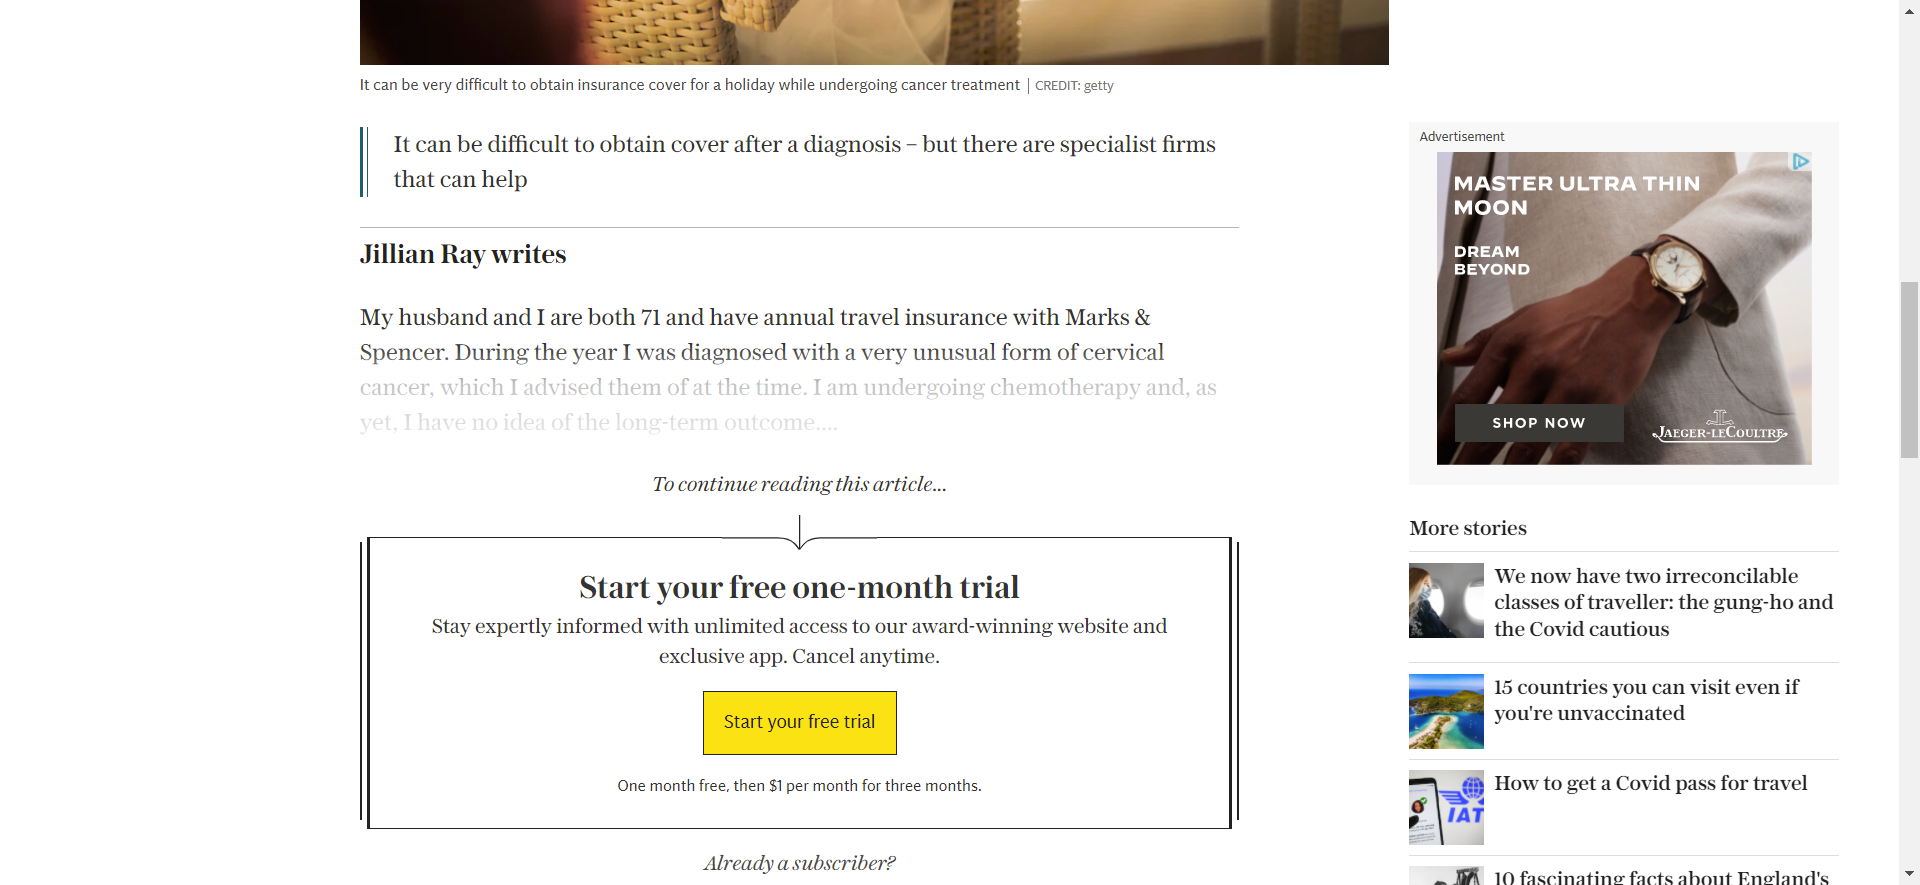 It can be very difficult to obtain insurance cover for a holiday while undergoing cancer treatment | CREDIT: getty
It can be difficult to obtain cover after a diagnosis – but there are specialist firms
that can help
Jillian Ray writes
My husband and I are both 71 and have annual travel insurance with Marks &
Spencer. During the year I was diagnosed with a very unusual form of cervical
cancer, which I advised them of at the time. I am undergoing chemotherapy and, as
yet, I have no idea of the long-term outcome....
To continue reading this article...
Start your free one-month trial
Stay expertly informed with unlimited access to our award-winning website and
exclusive app. Cancel anytime.
Start your free trial
One month free, then $1 per month for three months.
Already a subscriber?
Advertisement
MASTER ULTRA THIN
MOON
DREAM
BEYOND
SHOP NOW
JAEGER-LECOULTRE
More stories
We now have two irreconcilable
classes of traveller: the gung-ho and
the Covid cautious
15 countries you can visit even if
you're unvaccinated
How to get a Covid pass for travel
IAT
10 fascinating facts about England's